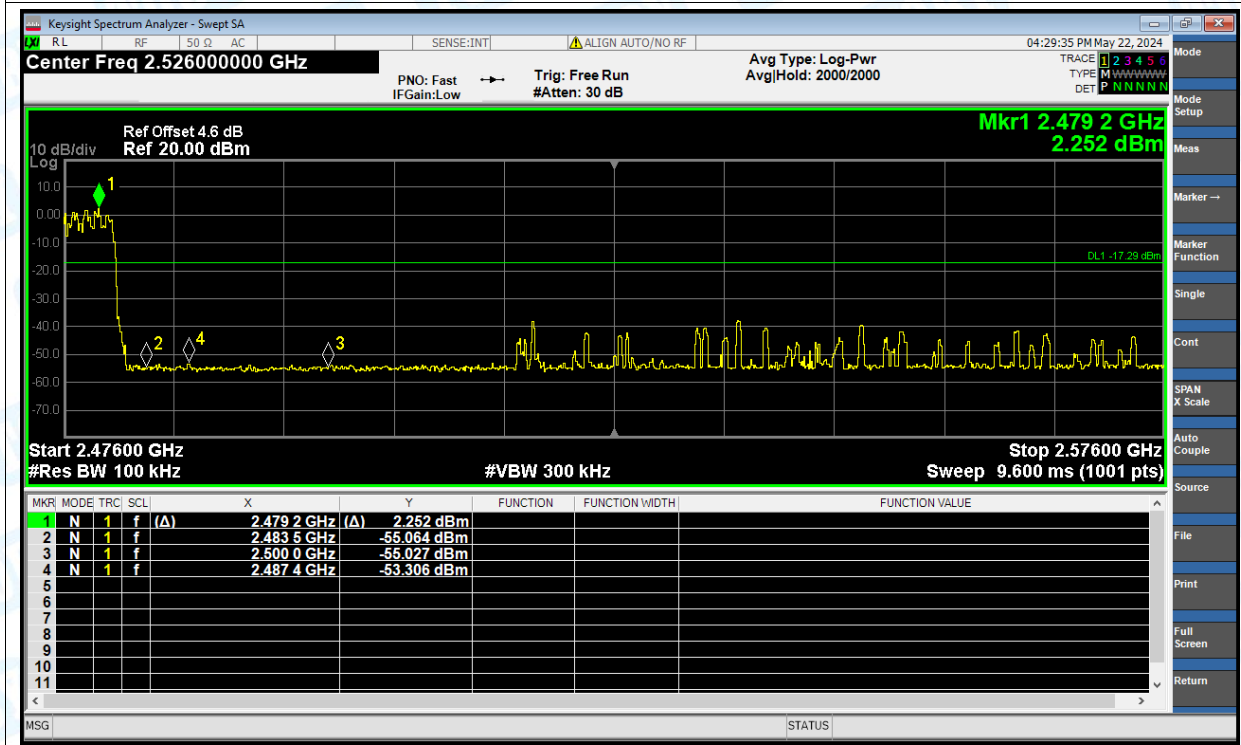 Keysight Spectrum Analyzer - Swept SA
LXI RL RF 50 Ω AC SENSE:INT ALIGN AUTO/NO RF 04:29:35 PM May 22, 2024
Center Freq 2.526000000 GHz
PNO: Fast
IFGain:Low
Trig: Free Run
#Atten: 30 dB
Avg Type: Log-Pwr
Avg|Hold: 2000/2000
TRACE 1 2 3 4 5 6
TYPE M WWWWW
DET P N N N N N
Ref Offset 4.6 dB
10 dB/div Ref 20.00 dBm
Log
Mkr1 2.479 2 GHz
2.252 dBm
10.0
0.00
-10.0
-20.0
-30.0
-40.0
-50.0
-60.0
-70.0
1
2
4
3
DL1 -17.29 dBm
Start 2.47600 GHz Stop 2.57600 GHz
#Res BW 100 kHz #VBW 300 kHz Sweep 9.600 ms (1001 pts)
MKR MODE TRC SCL X Y FUNCTION FUNCTION WIDTH FUNCTION VALUE
1 N 1 f (Δ) 2.479 2 GHz (Δ) 2.252 dBm
2 N 1 f 2.483 5 GHz -55.064 dBm
3 N 1 f 2.500 0 GHz -55.027 dBm
4 N 1 f 2.487 4 GHz -53.306 dBm
5
6
7
8
9
10
11
MSG STATUS
Mode
Mode Setup
Meas
Marker →
Marker Function
Single
Cont
SPAN X Scale
Auto Couple
Source
File
Print
Full Screen
Return